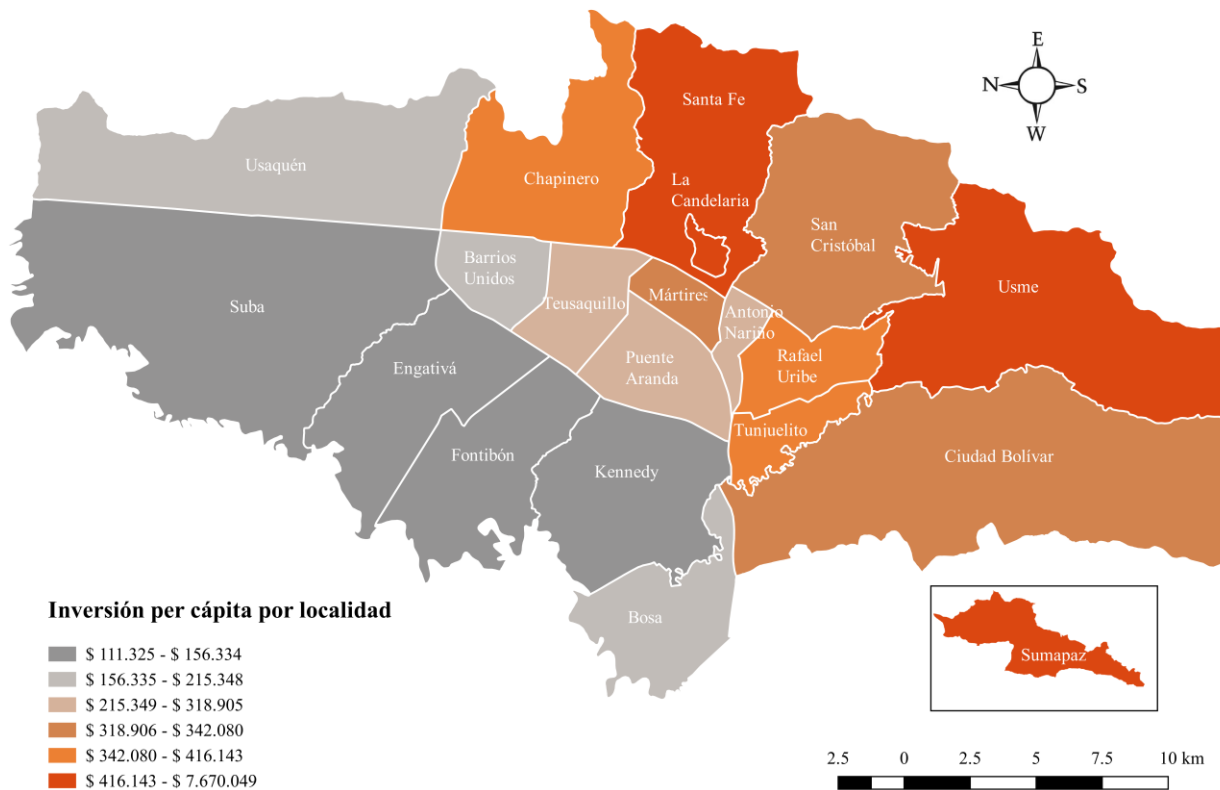 E
N
S
W
Santa Fe
Usaquén
Chapinero
La
Candelaria
San
Cristóbal
Barrios
Unidos
Suba
Teusaquillo
Mártires
Usme
Antonio
Nariño
Engativá
Puente
Aranda
Rafael
Uribe
Tunjuelito
Fontibón
Kennedy
Ciudad Bolívar
Bosa
Sumapaz
Inversión per cápita por localidad
$ 111.325 - $ 156.334
$ 156.335 - $ 215.348
$ 215.349 - $ 318.905
$ 318.906 - $ 342.080
$ 342.080 - $ 416.143
$ 416.143 - $ 7.670.049
2.5 0 2.5 5 7.5 10 km